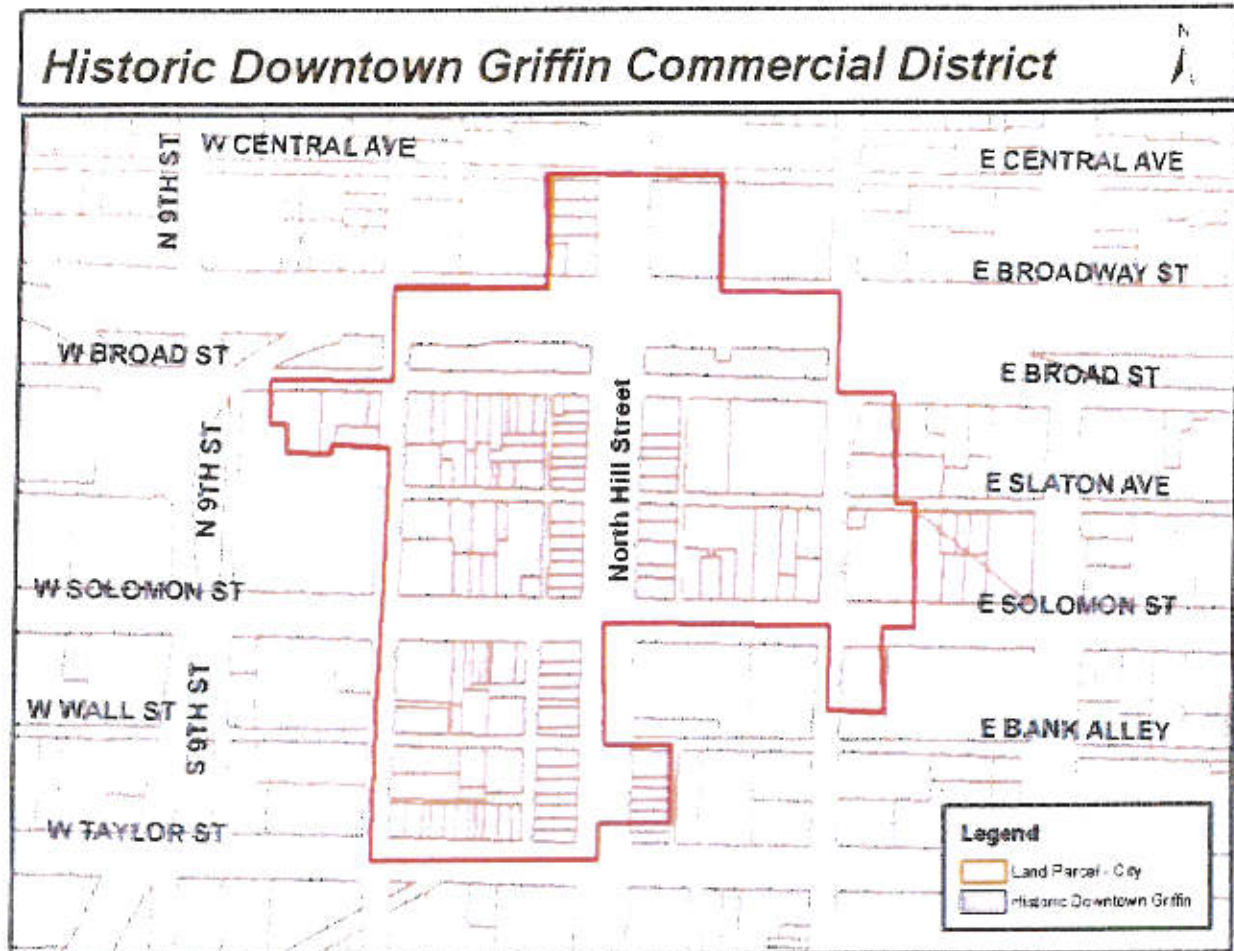 Historic Downtown Griffin Commercial District
N
W CENTRAL AVE
E CENTRAL AVE
N 9TH ST
E BROADWAY ST
W BROAD ST
E BROAD ST
North Hill Street
N 9TH ST
E SLATON AVE
W SOLOMON ST
E SOLOMON ST
S 9TH ST
W WALL ST
E BANK ALLEY
W TAYLOR ST
Legend
Land Parcel - City
Historic Downtown Griffin